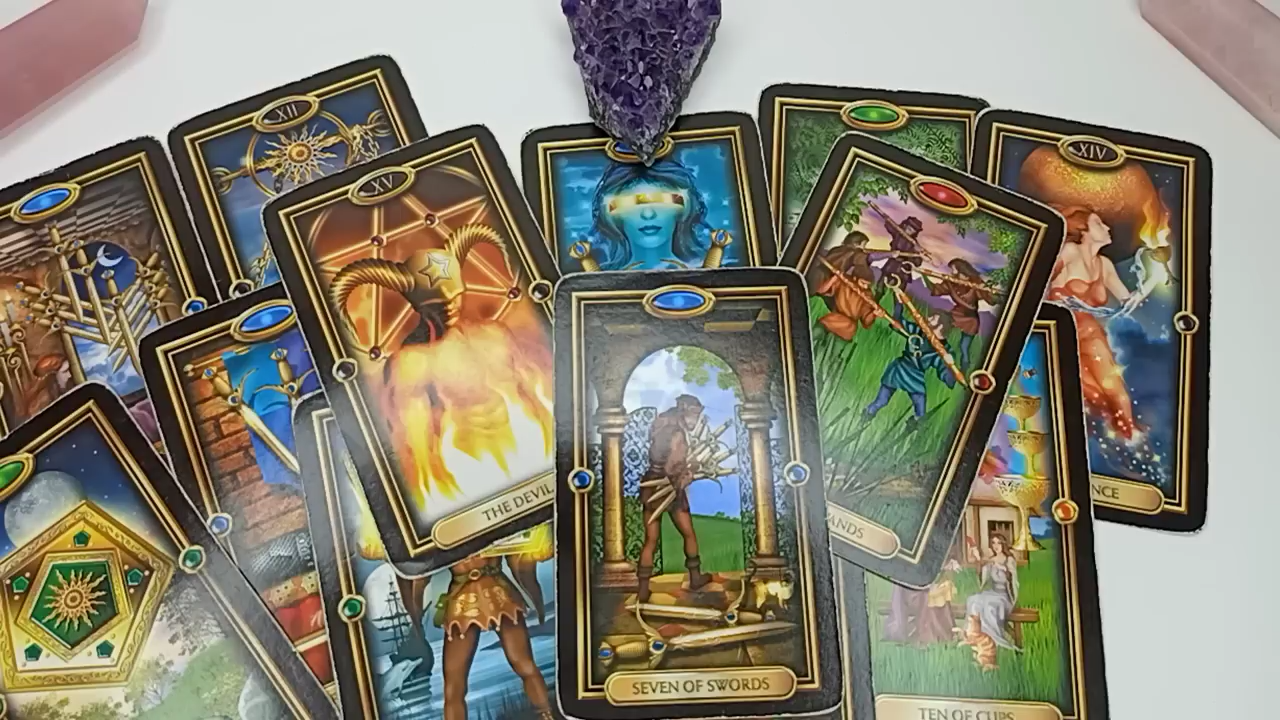 XII
XV
XIV
THE DEVIL
NCE
ANDS
SEVEN OF SWORDS
TEN OF CUPS